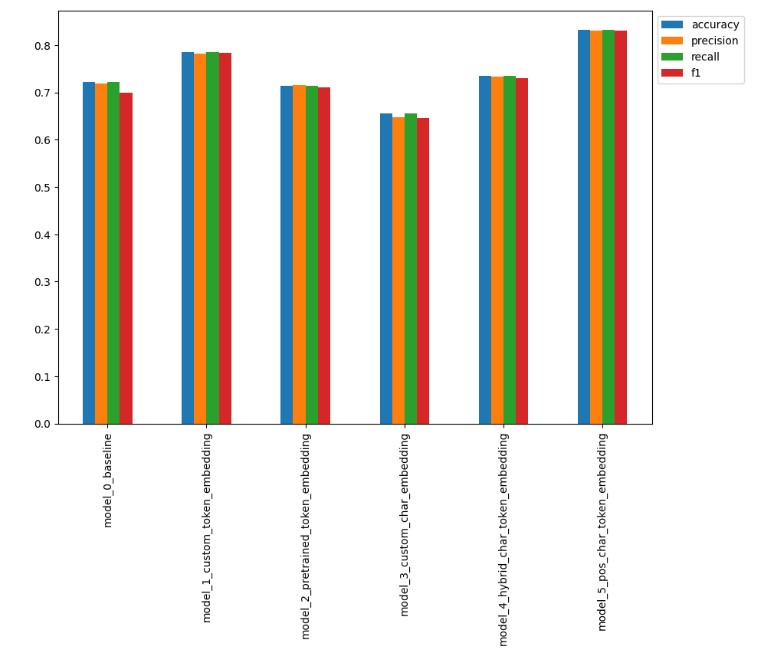 accuracy
precision
recall
f1
0.8
0.7
0.6
0.5
0.4
0.3
0.2
0.1
0.0
model_0_baseline
model_1_custom_token_embedding
model_2_pretrained_token_embedding
model_3_custom_char_embedding
model_4_hybrid_char_token_embedding
model_5_pos_char_token_embedding